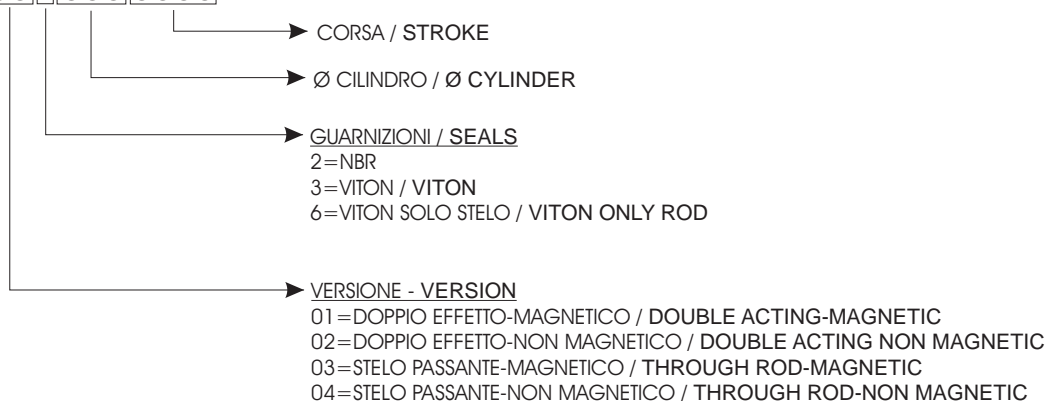 CORSA / STROKE
Ø CILINDRO / Ø CYLINDER
GUARNIZIONI / SEALS
2=NBR
3=VITON / VITON
6=VITON SOLO STELO / VITON ONLY ROD
VERSIONE - VERSION
01=DOPPIO EFFETTO-MAGNETICO / DOUBLE ACTING-MAGNETIC
02=DOPPIO EFFETTO-NON MAGNETICO / DOUBLE ACTING NON MAGNETIC
03=STELO PASSANTE-MAGNETICO / THROUGH ROD-MAGNETIC
04=STELO PASSANTE-NON MAGNETICO / THROUGH ROD-NON MAGNETIC